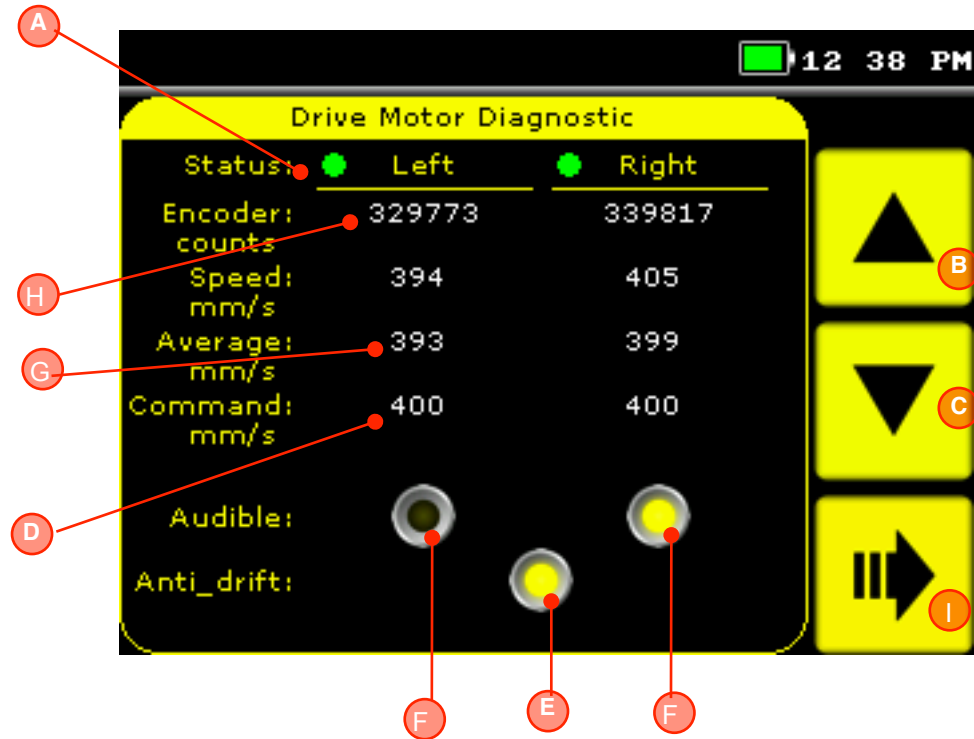 A
12 38 PM
Drive Motor Diagnostic
Status: Left Right
Encoder: 329773 339817
counts
B
H
Speed: 394 405
mm/s
Average: 393 399
G
mm/s
Command: 400 400
C
mm/s
D
Audible:
Anti_drift:
I
F
E
F